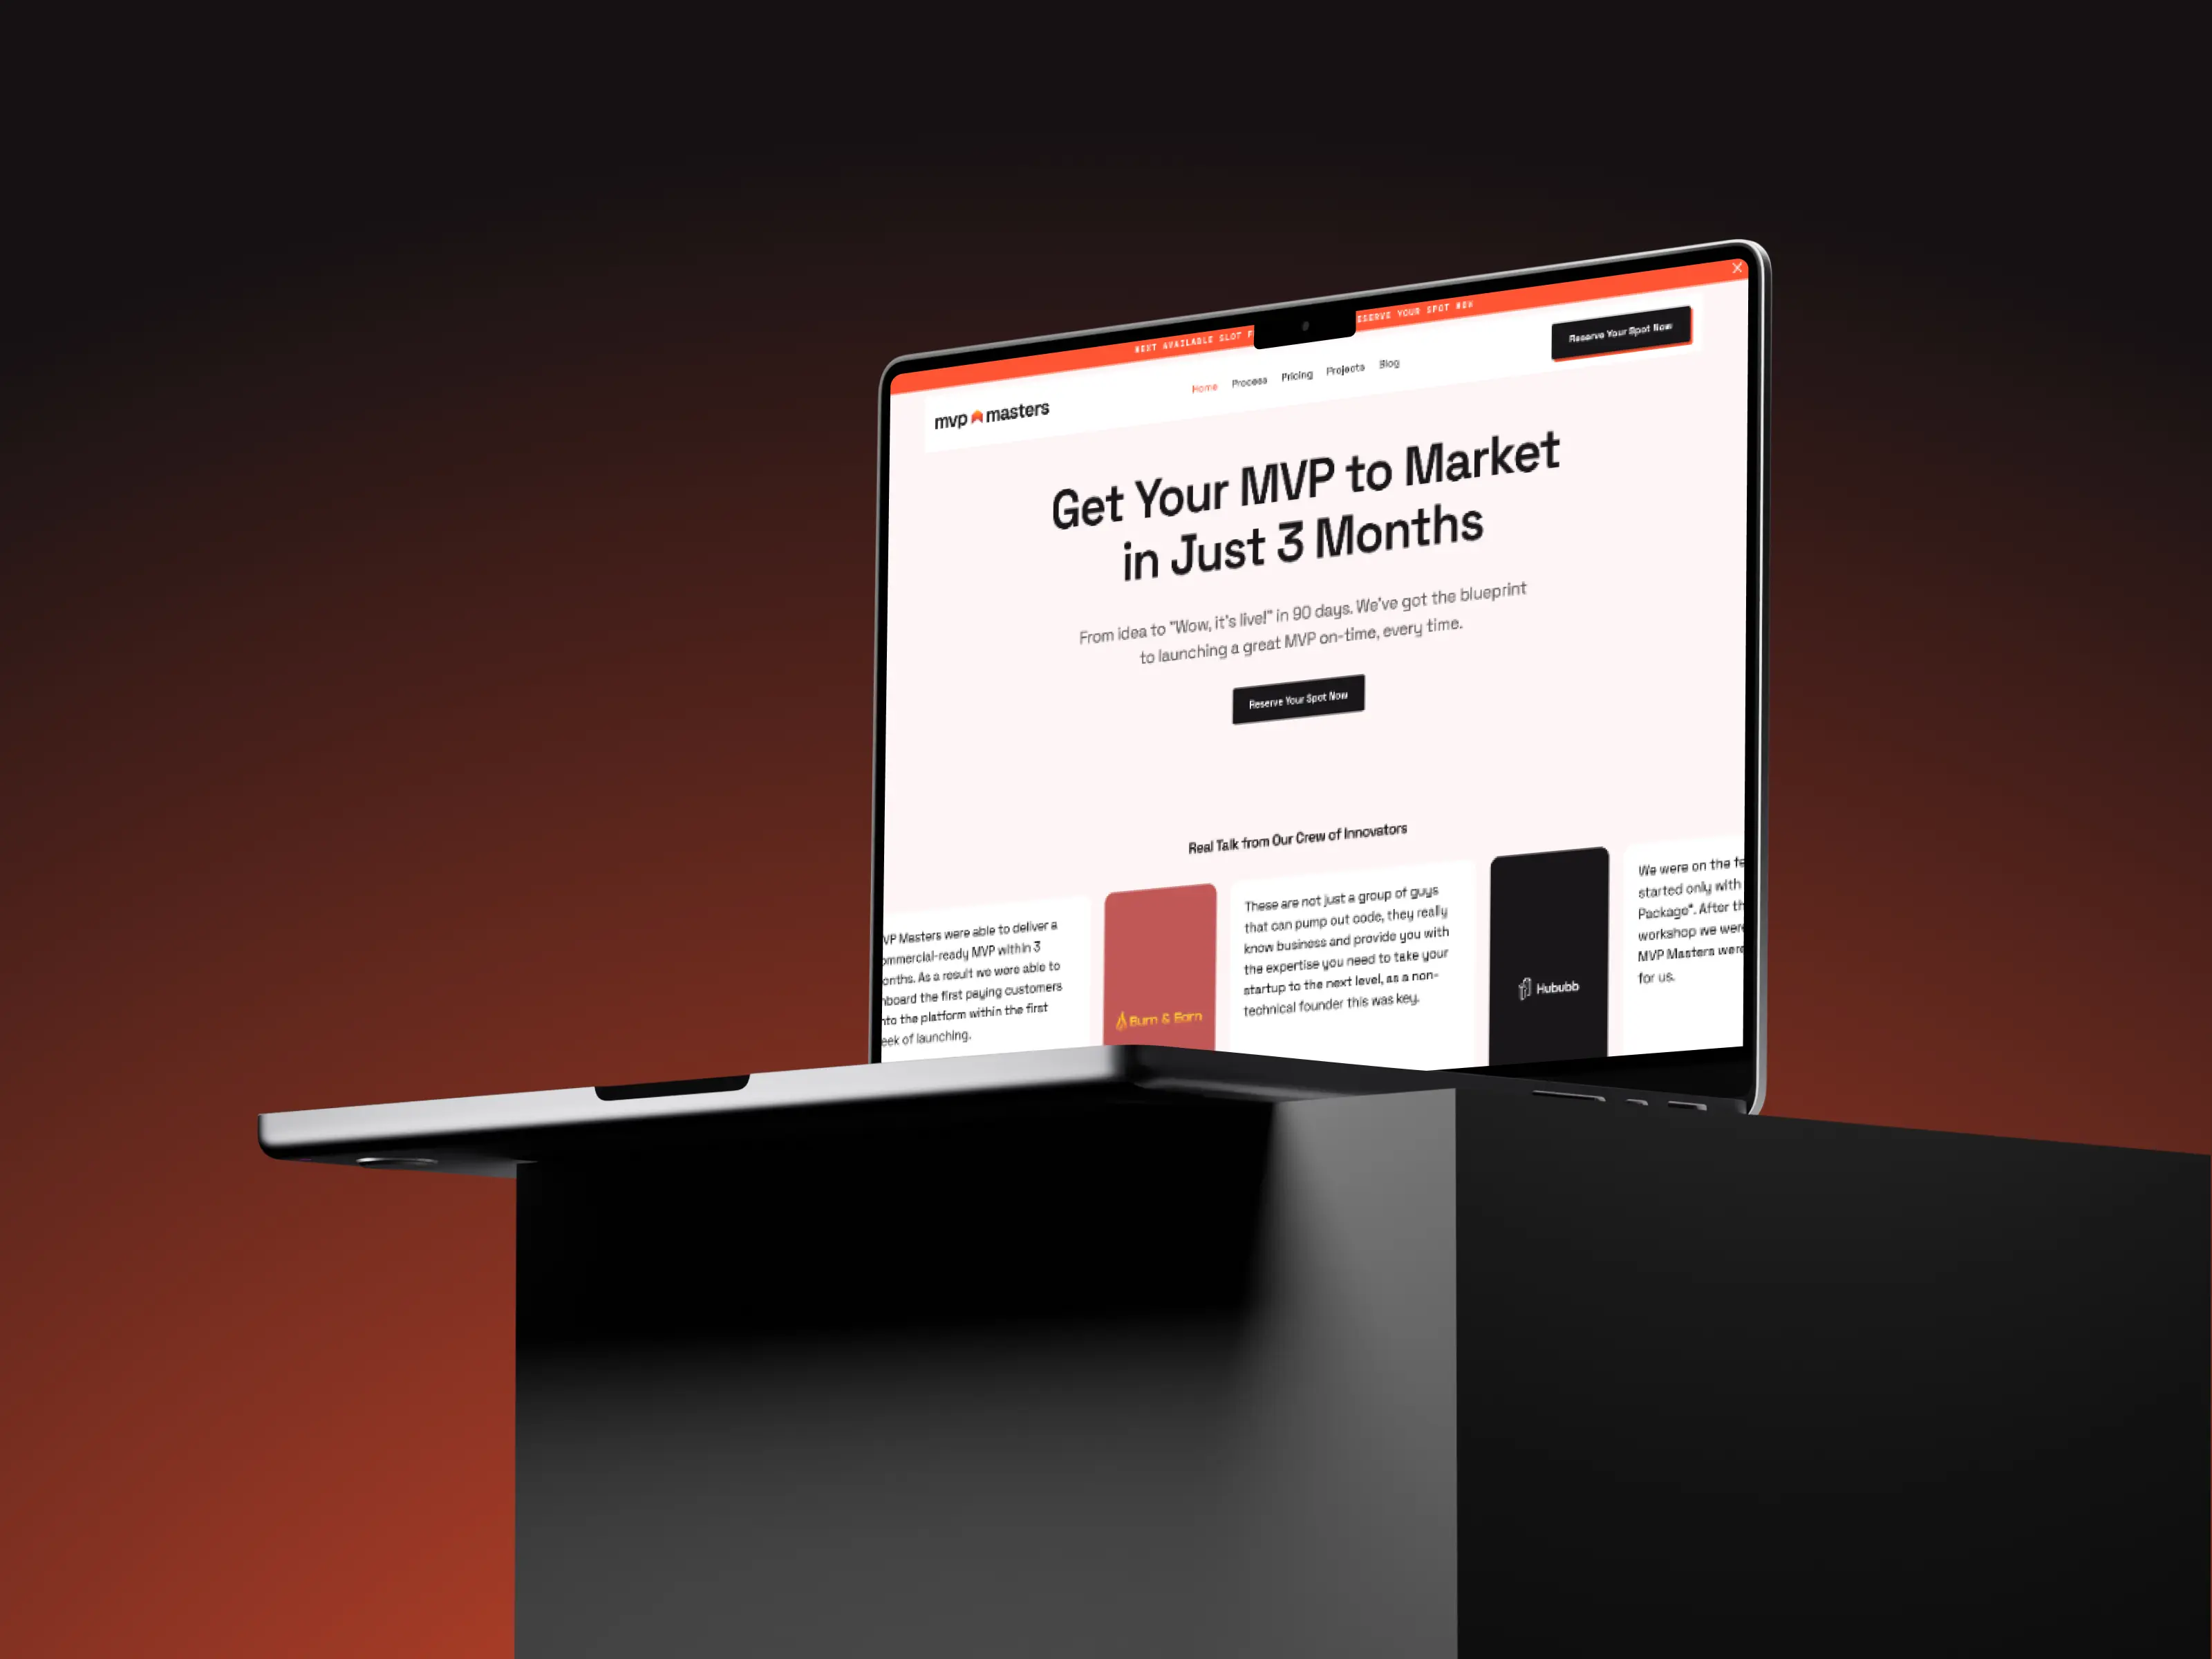 NEXT AVAILABLE SLOT
RESERVE YOUR SPOT NOW
mvp masters
Home Process Pricing Projects Blog
Reserve Your Spot Now
Get Your MVP to Market
in Just 3 Months
From idea to "Wow, it's live!" in 90 days. We've got the blueprint
to launching a great MVP on-time, every time.
Reserve Your Spot Now
Real Talk from Our Crew of Innovators
VP Masters were able to deliver a
ommercial-ready MVP within 3
onths. As a result we were able to
nboard the first paying customers
nto the platform within the first
eek of launching.
Burn & Earn
These are not just a group of guys
that can pump out code, they really
know business and provide you with
the expertise you need to take your
startup to the next level, as a non-
technical founder this was key.
Hububb
We were on the
started only with
Package". After
workshop we were
MVP Masters were
for us.